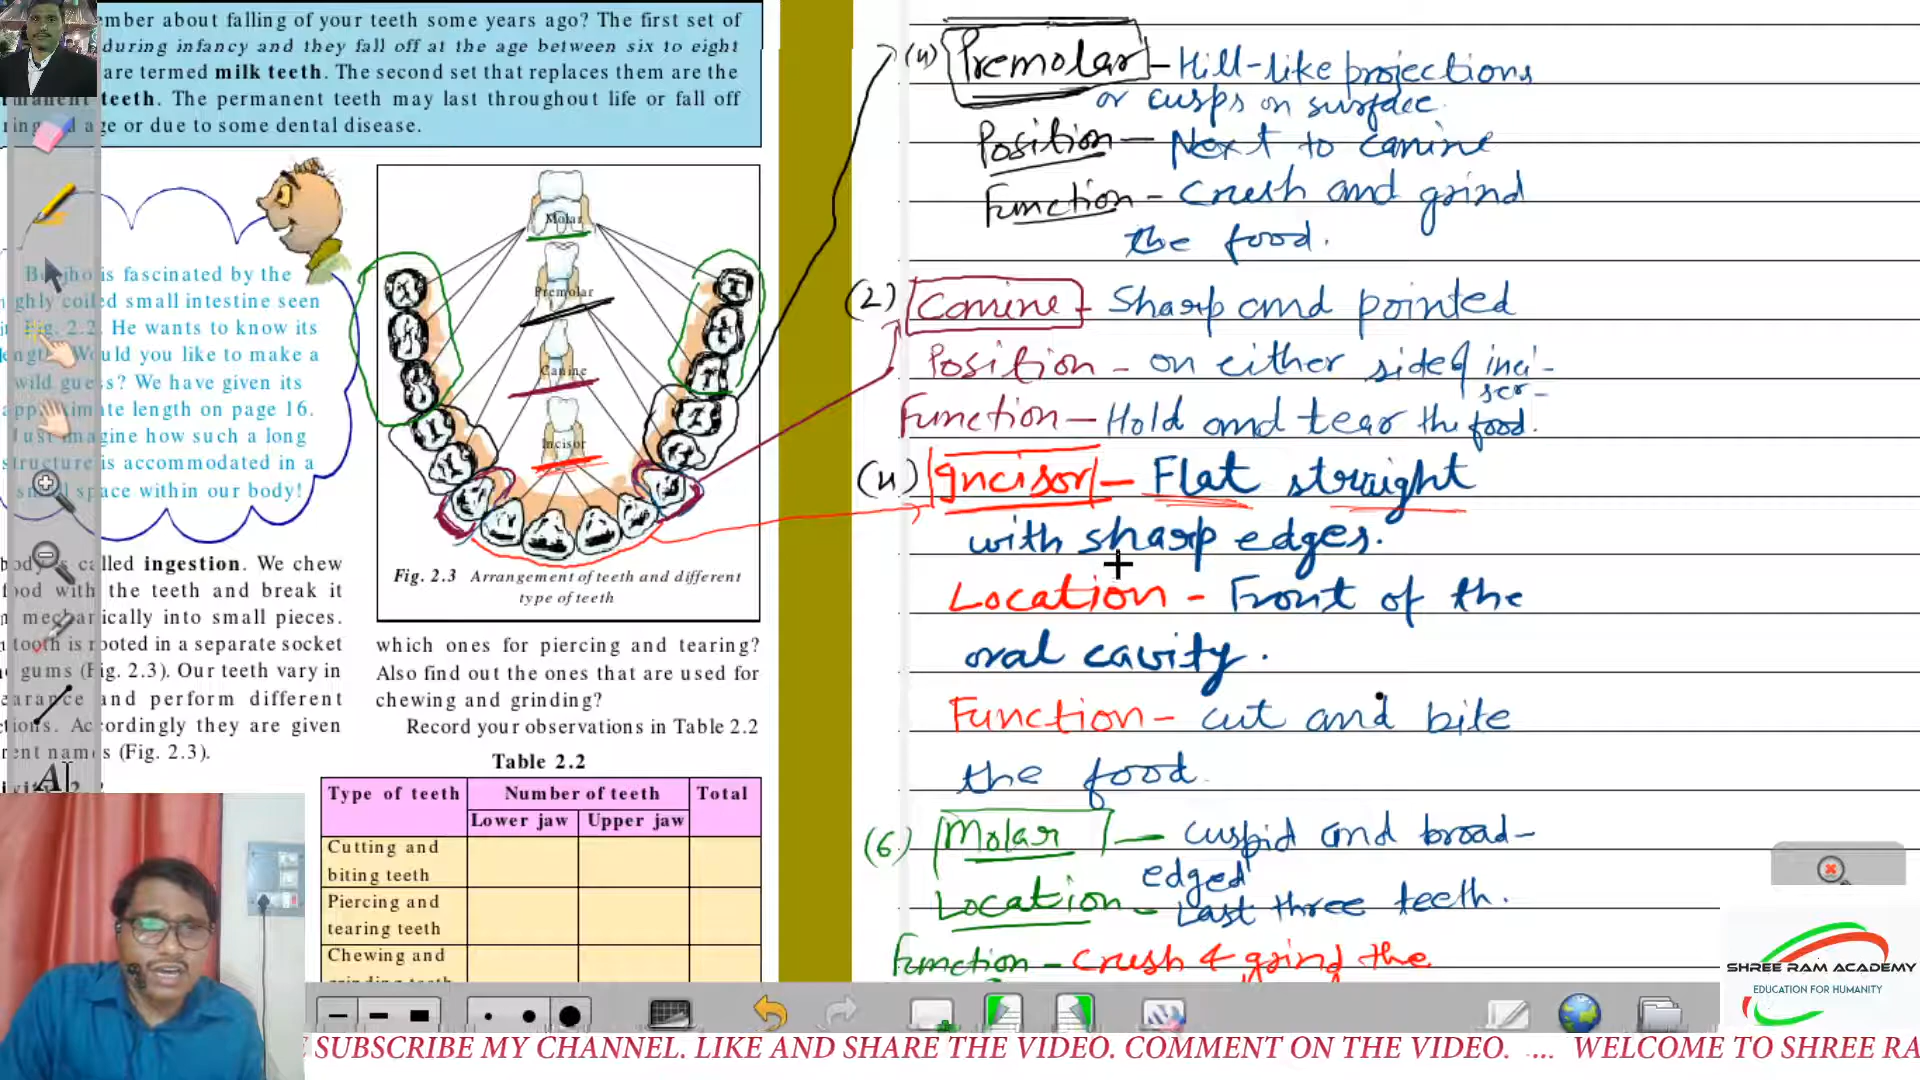 ember about falling of your teeth some years ago? The first set of
during infancy and they fall off at the age between six to eight
are termed milk teeth. The second set that replaces them are the
teeth. The permanent teeth may last throughout life or fall off
age or due to some dental disease.
is fascinated by the
coiled small intestine seen
2.2. He wants to know its
Would you like to make a
wild guess? We have given its
length on page 16.
Just imagine how such a long
structure is accommodated in a
space within our body!
Molar
Premolar
Canine
Incisor
Fig. 2.3 Arrangement of teeth and different
type of teeth
called ingestion. We chew
food with the teeth and break it
mechanically into small pieces.
tooth is rooted in a separate socket
gums (Fig. 2.3). Our teeth vary in
and perform different
Accordingly they are given
names (Fig. 2.3).
which ones for piercing and tearing?
Also find out the ones that are used for
chewing and grinding?
Record your observations in Table 2.2
Table 2.2
Type of teeth Number of teeth Total
Lower jaw Upper jaw
Cutting and
biting teeth
Piercing and
tearing teeth
Chewing and
(4) Premolar - Hill-like projections
or cusps on surface.
Position - Next to canine
Function - Crush and grind
the food.
(2) Canine - Sharp and pointed
Position - on either side of inci-
sor -
Function - Hold and tear the food.
Incisor - Flat straight
with sharp edges.
Location - Front of the
oral cavity.
Function - cut and bite
the food.
(6) Molar - cuspid and broad-
edged
Location - Last three teeth.
Function - Crush & grind the
SHREE RAM ACADEMY
EDUCATION FOR HUMANITY
SUBSCRIBE MY CHANNEL. LIKE AND SHARE THE VIDEO. COMMENT ON THE VIDEO. ... WELCOME TO SHREE RA